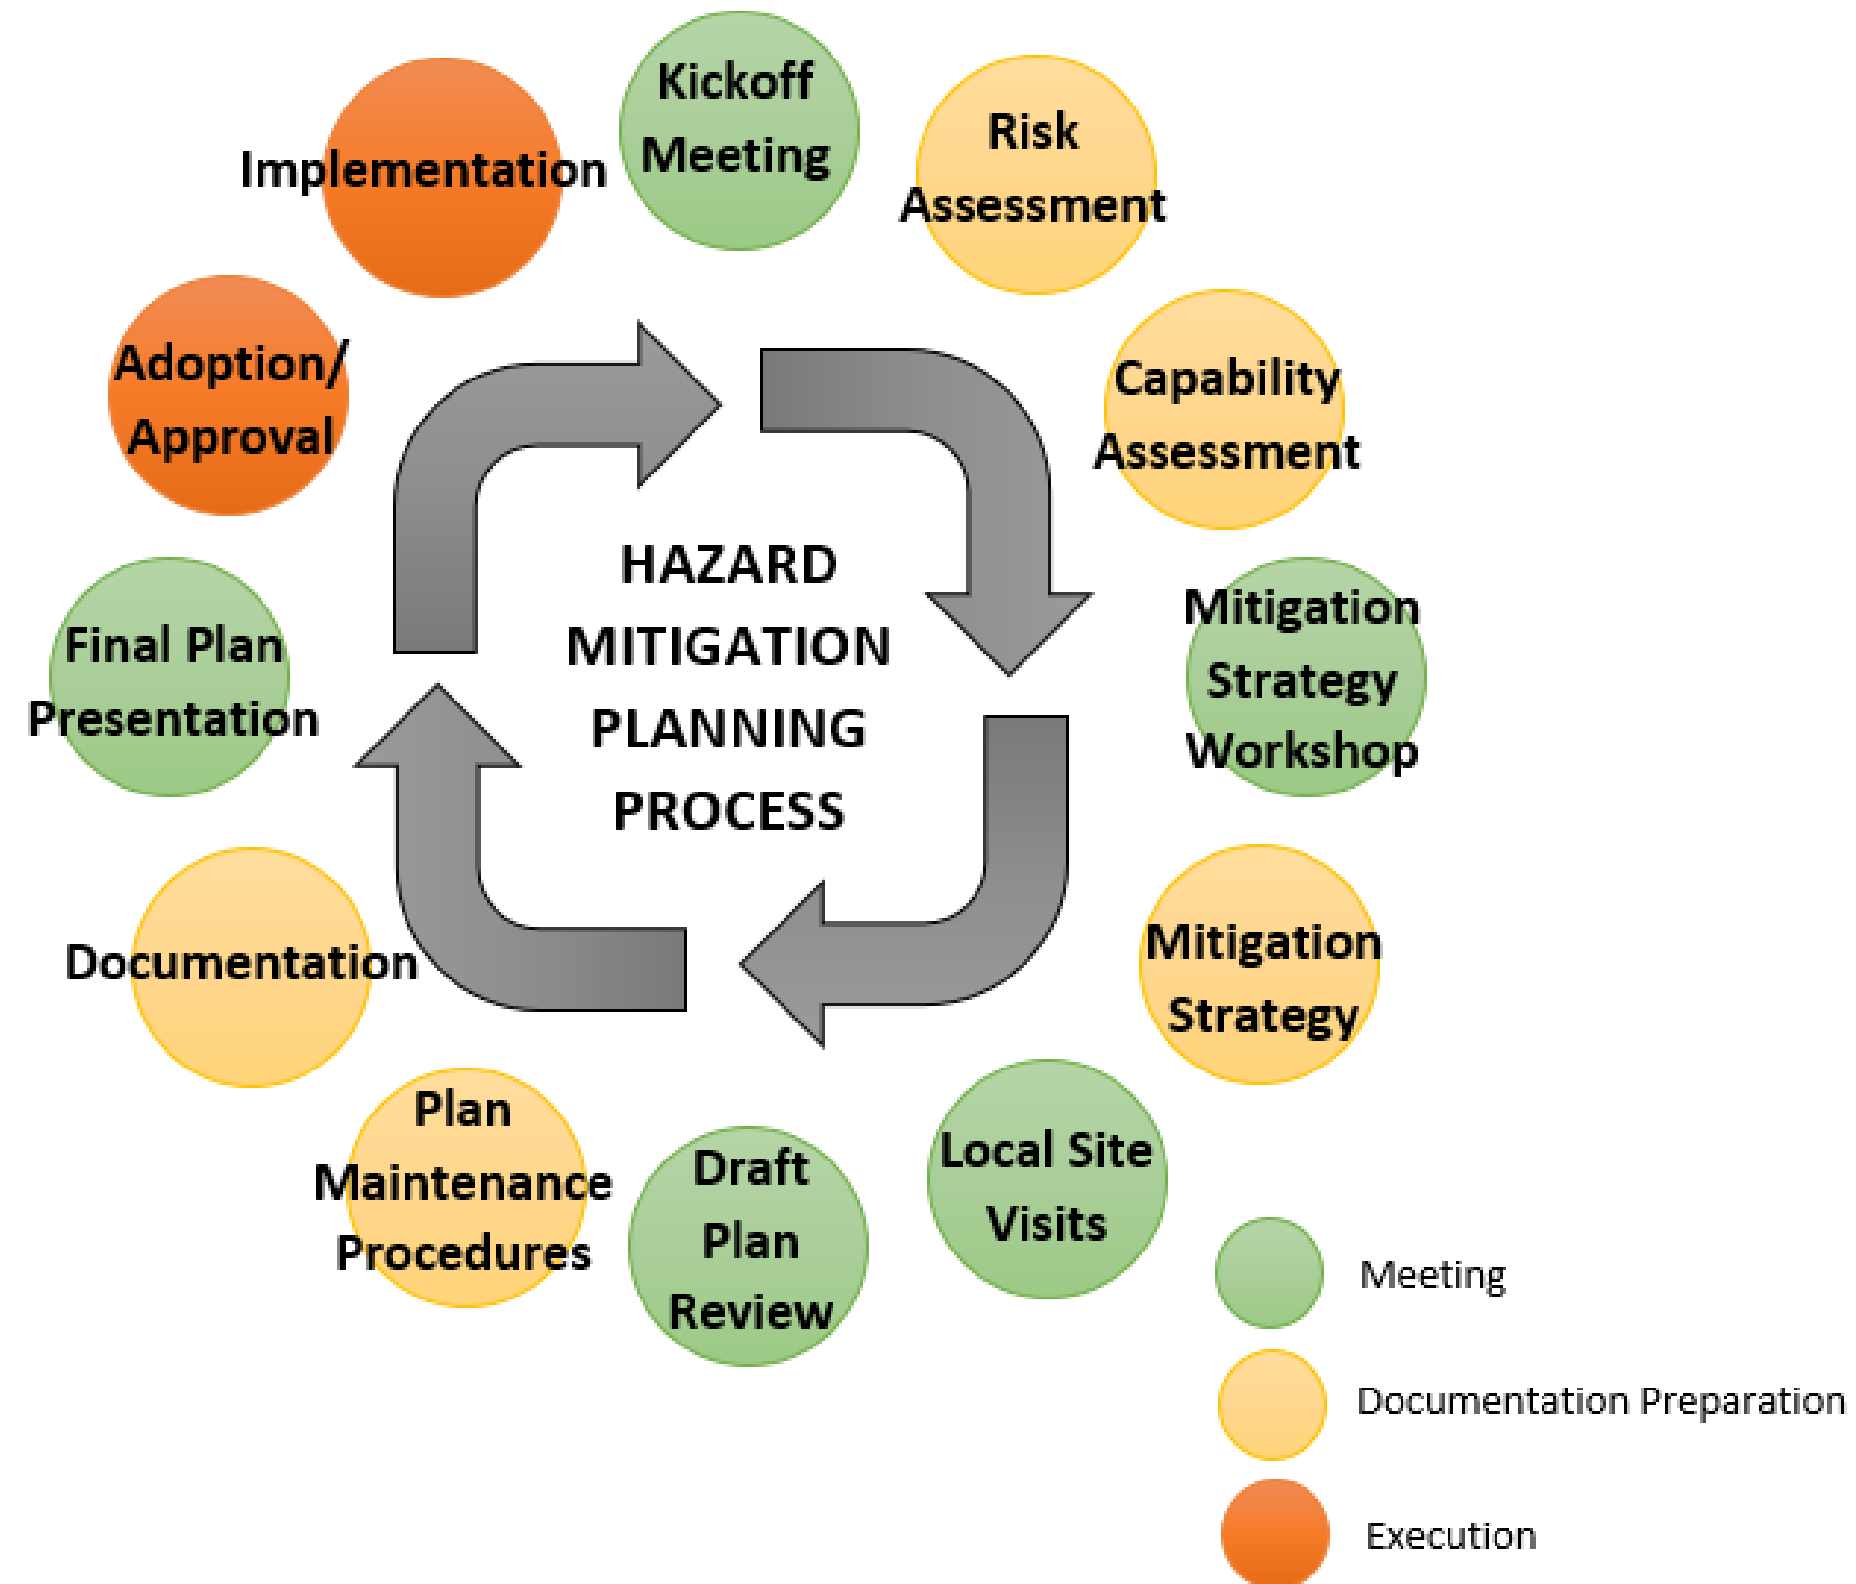 Kickoff
Meeting
Risk
Assessment
Capability
Assessment
Mitigation
Strategy
Workshop
Mitigation
Strategy
Local Site
Visits
Draft
Plan
Review
Plan
Maintenance
Procedures
Documentation
Final Plan
Presentation
Adoption/
Approval
Implementation
HAZARD
MITIGATION
PLANNING
PROCESS
Meeting
Documentation Preparation
Execution